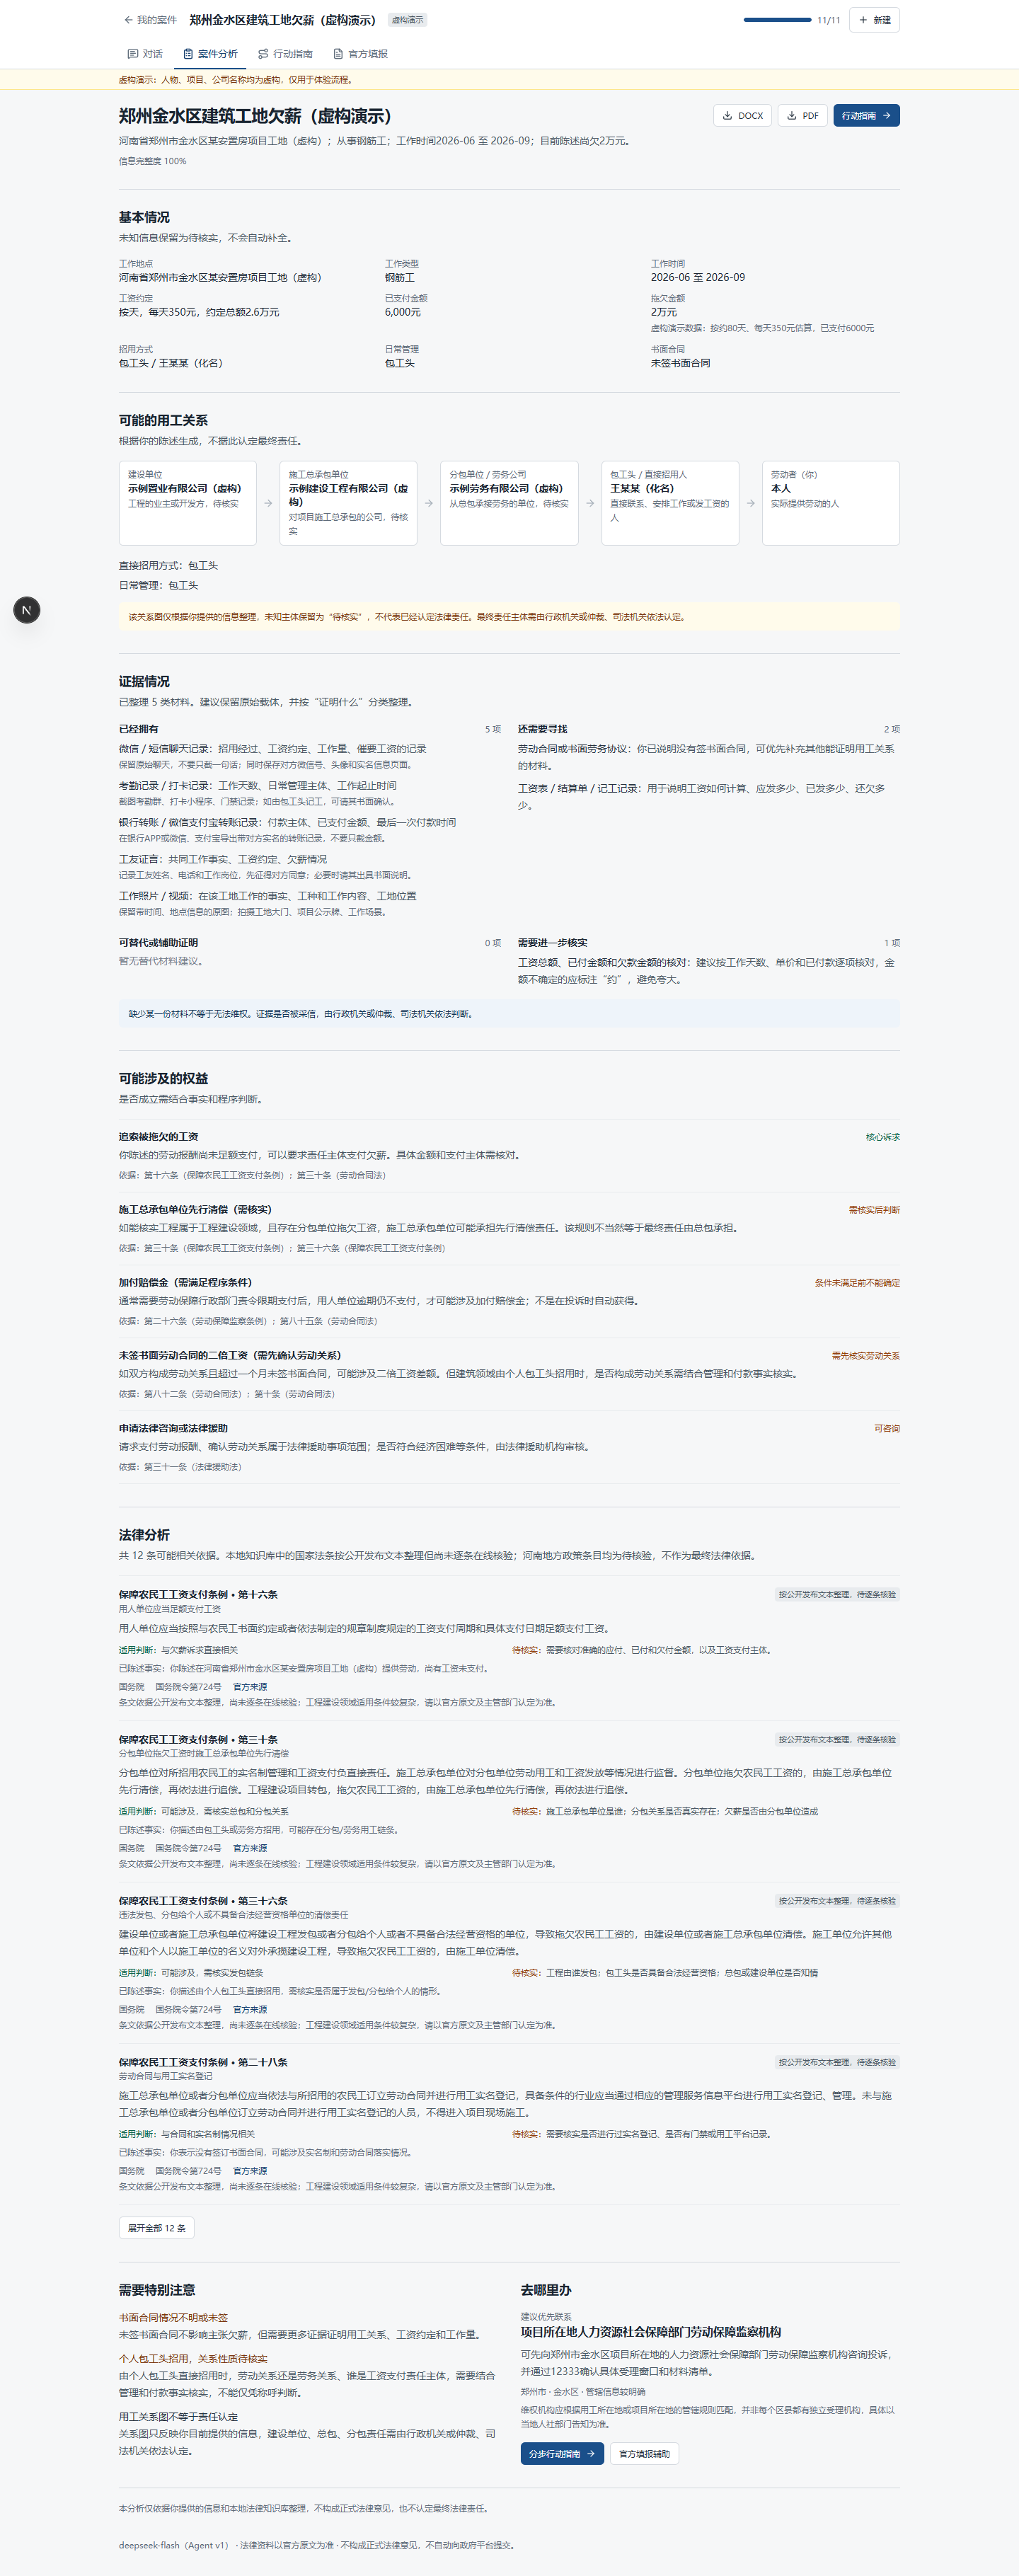 我的案件
郑州金水区建筑工地欠薪（虚构演示）
虚构演示
11/11
新建
对话
案件分析
行动指南
官方填报
虚构演示：人物、项目、公司名称均为虚构，仅用于体验流程。
郑州金水区建筑工地欠薪（虚构演示）
DOCX
PDF
行动指南
河南省郑州市金水区某安置房项目工地（虚构）；从事钢筋工；工作时间2026-06 至 2026-09；目前陈述尚欠2万元。
信息完整度 100%
基本情况
未知信息保留为待核实，不会自动补全。
工作地点
河南省郑州市金水区某安置房项目工地（虚构）
工作类型
钢筋工
工作时间
2026-06 至 2026-09
工资约定
按天，每天350元，约定总额2.6万元
已支付金额
6,000元
拖欠金额
2万元
虚构演示数据：按约80天、每天350元估算，已支付6000元
招用方式
包工头 / 王某某（化名）
日常管理
包工头
书面合同
未签书面合同
可能的用工关系
根据你的陈述生成，不据此认定最终责任。
建设单位
示例置业有限公司（虚构）
工程的业主或开发方，待核实
施工总承包单位
示例建设工程有限公司（虚
构）
对项目施工总承包的公司，待核
实
分包单位 / 劳务公司
示例劳务有限公司（虚构）
从总包承接劳务的单位，待核实
包工头 / 直接招用人
王某某（化名）
直接联系、安排工作或发工资的
人
劳动者（你）
本人
实际提供劳动的人
直接招用方式：包工头
日常管理：包工头
N
该关系图仅根据你提供的信息整理，未知主体保留为“待核实”，不代表已经认定法律责任。最终责任主体需由行政机关或仲裁、司法机关依法认定。
证据情况
已整理 5 类材料。建议保留原始载体，并按“证明什么”分类整理。
已经拥有
5 项
微信 / 短信聊天记录：招用经过、工资约定、工作量、催要工资的记录
保留原始聊天，不要只截一句话；同时保存对方微信号、头像和实名信息页面。
考勤记录 / 打卡记录：工作天数、日常管理主体、工作起止时间
截图考勤群、打卡小程序、门禁记录；如由包工头记工，可请其书面确认。
银行转账 / 微信支付宝转账记录：付款主体、已支付金额、最后一次付款时间
在银行APP或微信、支付宝导出带对方实名的转账记录，不要只截金额。
工友证言：共同工作事实、工资约定、欠薪情况
记录工友姓名、电话和工作岗位，先征得对方同意；必要时请其出具书面说明。
工作照片 / 视频：在该工地工作的事实、工种和工作内容、工地位置
保留带时间、地点信息的原图；拍摄工地大门、项目公示牌、工作场景。
还需要寻找
2 项
劳动合同或书面劳务协议：你已说明没有签书面合同，可优先补充其他能证明用工关系
的材料。
工资表 / 结算单 / 记工记录：用于说明工资如何计算、应发多少、已发多少、还欠多
少。
可替代或辅助证明
0 项
暂无替代材料建议。
需要进一步核实
1 项
工资总额、已付金额和欠款金额的核对：建议按工作天数、单价和已付款逐项核对，金
额不确定的应标注“约”，避免夸大。
缺少某一份材料不等于无法维权。证据是否被采信，由行政机关或仲裁、司法机关依法判断。
可能涉及的权益
是否成立需结合事实和程序判断。
追索被拖欠的工资
核心诉求
你陈述的劳动报酬尚未足额支付，可以要求责任主体支付欠薪。具体金额和支付主体需核对。
依据：第十六条（保障农民工工资支付条例）；第三十条（劳动合同法）
施工总承包单位先行清偿（需核实）
需核实后判断
如能核实工程属于工程建设领域，且存在分包单位拖欠工资，施工总承包单位可能承担先行清偿责任。该规则不当然等于最终责任由总包承担。
依据：第三十条（保障农民工工资支付条例）；第三十六条（保障农民工工资支付条例）
加付赔偿金（需满足程序条件）
条件未满足前不能确定
通常需要劳动保障行政部门责令限期支付后，用人单位逾期仍不支付，才可能涉及加付赔偿金；不是在投诉时自动获得。
依据：第二十六条（劳动保障监察条例）；第八十五条（劳动合同法）
未签书面劳动合同的二倍工资（需先确认劳动关系）
需先核实劳动关系
如双方构成劳动关系且超过一个月未签书面合同，可能涉及二倍工资差额。但建筑领域由个人包工头招用时，是否构成劳动关系需结合管理和付款事实核实。
依据：第八十二条（劳动合同法）；第十条（劳动合同法）
申请法律咨询或法律援助
可咨询
请求支付劳动报酬、确认劳动关系属于法律援助事项范围；是否符合经济困难等条件，由法律援助机构审核。
依据：第三十一条（法律援助法）
法律分析
共 12 条可能相关依据。本地知识库中的国家法条按公开发布文本整理但尚未逐条在线核验；河南地方政策条目均为待核验，不作为最终法律依据。
保障农民工工资支付条例 • 第十六条
按公开发布文本整理，待逐条核验
用人单位应当足额支付工资
用人单位应当按照与农民工书面约定或者依法制定的规章制度规定的工资支付周期和具体支付日期足额支付工资。
适用判断：与欠薪诉求直接相关
待核实：需要核对准确的应付、已付和欠付金额，以及工资支付主体。
已陈述事实：你陈述在河南省郑州市金水区某安置房项目工地（虚构）提供劳动，尚有工资未支付。
国务院 国务院令第724号 官方来源
条文依据公开发布文本整理，尚未逐条在线核验；工程建设领域适用条件较复杂，请以官方原文及主管部门认定为准。
保障农民工工资支付条例 • 第三十条
按公开发布文本整理，待逐条核验
分包单位拖欠工资时施工总承包单位先行清偿
分包单位对所招用农民工的实名制管理和工资支付负直接责任。施工总承包单位对分包单位劳动用工和工资发放等情况进行监督。分包单位拖欠农民工工资的，由施工总承包单位
先行清偿，再依法进行追偿。工程建设项目转包，拖欠农民工工资的，由施工总承包单位先行清偿，再依法进行追偿。
适用判断：可能涉及，需核实总包和分包关系
待核实：施工总承包单位是谁；分包关系是否真实存在；欠薪是否由分包单位造成
已陈述事实：你描述由包工头或劳务方招用，可能存在分包/劳务用工链条。
国务院 国务院令第724号 官方来源
条文依据公开发布文本整理，尚未逐条在线核验；工程建设领域适用条件较复杂，请以官方原文及主管部门认定为准。
保障农民工工资支付条例 • 第三十六条
按公开发布文本整理，待逐条核验
违法发包、分包给个人或不具备合法经营资格单位的清偿责任
建设单位或者施工总承包单位将建设工程发包或者分包给个人或者不具备合法经营资格的单位，导致拖欠农民工工资的，由建设单位或者施工总承包单位清偿。施工单位允许其他
单位和个人以施工单位的名义对外承揽建设工程，导致拖欠农民工工资的，由施工单位清偿。
适用判断：可能涉及，需核实发包链条
待核实：工程由谁发包；包工头是否具备合法经营资格；总包或建设单位是否知情
已陈述事实：你描述由个人包工头直接招用，需核实是否属于发包/分包给个人的情形。
国务院 国务院令第724号 官方来源
条文依据公开发布文本整理，尚未逐条在线核验；工程建设领域适用条件较复杂，请以官方原文及主管部门认定为准。
保障农民工工资支付条例 • 第二十八条
按公开发布文本整理，待逐条核验
劳动合同与用工实名登记
施工总承包单位或者分包单位应当依法与所招用的农民工订立劳动合同并进行用工实名登记，具备条件的行业应当通过相应的管理服务信息平台进行用工实名登记、管理。未与施
工总承包单位或者分包单位订立劳动合同并进行用工实名登记的人员，不得进入项目现场施工。
适用判断：与合同和实名制情况相关
待核实：需要核实是否进行过实名登记、是否有门禁或用工平台记录。
已陈述事实：你表示没有签订书面合同，可能涉及实名制和劳动合同落实情况。
国务院 国务院令第724号 官方来源
条文依据公开发布文本整理，尚未逐条在线核验；工程建设领域适用条件较复杂，请以官方原文及主管部门认定为准。
展开全部 12 条
需要特别注意
书面合同情况不明或未签
未签书面合同不影响主张欠薪，但需要更多证据证明用工关系、工资约定和工作量。
个人包工头招用，关系性质待核实
由个人包工头直接招用时，劳动关系还是劳务关系、谁是工资支付责任主体，需要结合
管理和付款事实核实，不能仅凭称呼判断。
用工关系图不等于责任认定
关系图只反映你目前提供的信息，建设单位、总包、分包责任需由行政机关或仲裁、司
法机关依法认定。
去哪里办
建议优先联系
项目所在地人力资源社会保障部门劳动保障监察机构
可先向郑州市金水区项目所在地的人力资源社会保障部门劳动保障监察机构咨询投诉，
并通过12333确认具体受理窗口和材料清单。
郑州市 · 金水区 · 管辖信息较明确
维权机构应根据用工所在地或项目所在地的管辖规则匹配，并非每个区县都有独立受理机构，具体以
当地人社部门告知为准。
分步行动指南
官方填报辅助
本分析仅依据你提供的信息和本地法律知识库整理，不构成正式法律意见，也不认定最终法律责任。
deepseek-flash（Agent v1） · 法律资料以官方原文为准 · 不构成正式法律意见，不自动向政府平台提交。